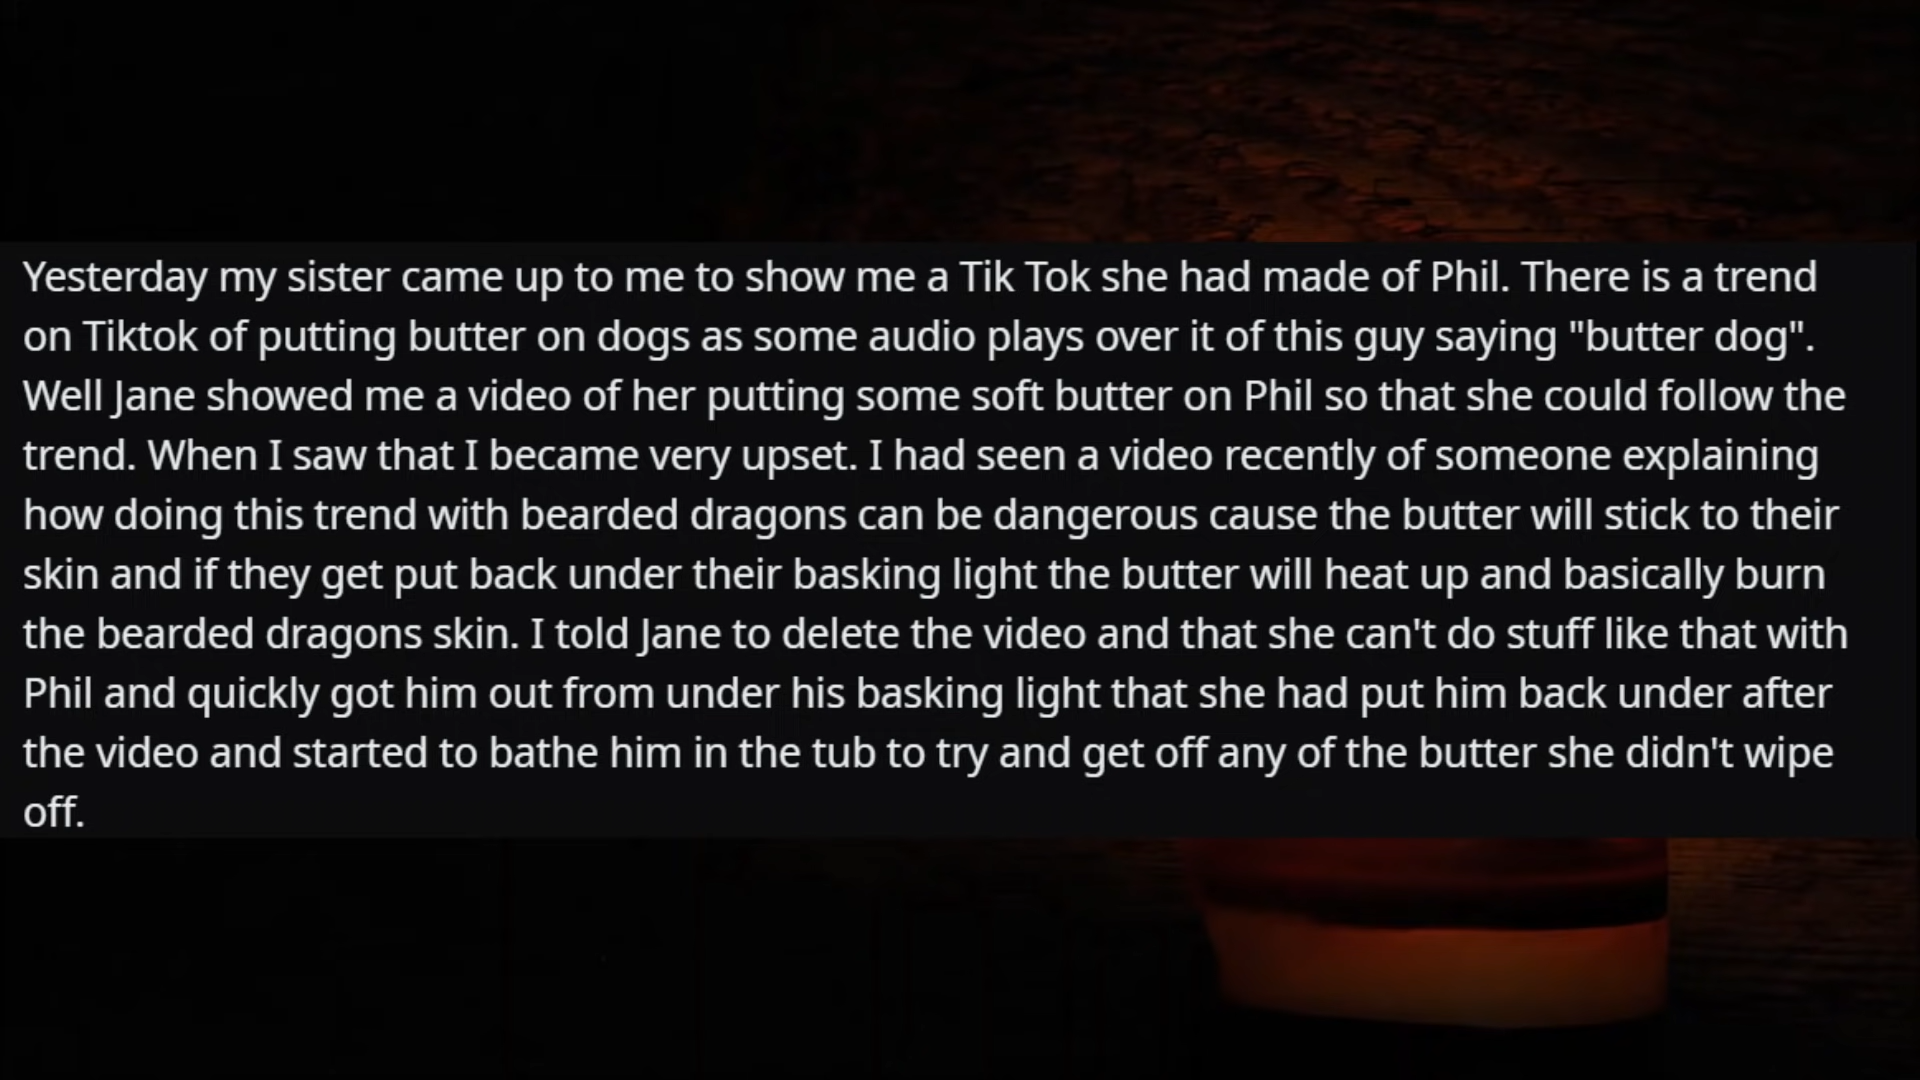 Yesterday my sister came up to me to show me a Tik Tok she had made of Phil. There is a trend
on Tiktok of putting butter on dogs as some audio plays over it of this guy saying "butter dog".
Well Jane showed me a video of her putting some soft butter on Phil so that she could follow the
trend. When I saw that I became very upset. I had seen a video recently of someone explaining
how doing this trend with bearded dragons can be dangerous cause the butter will stick to their
skin and if they get put back under their basking light the butter will heat up and basically burn
the bearded dragons skin. I told Jane to delete the video and that she can't do stuff like that with
Phil and quickly got him out from under his basking light that she had put him back under after
the video and started to bathe him in the tub to try and get off any of the butter she didn't wipe
off.